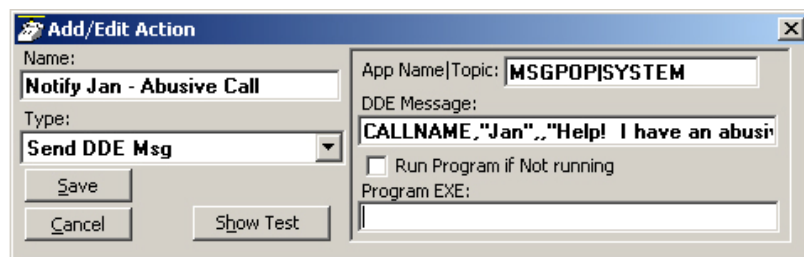 Add/Edit Action
Name:
Notify Jan - Abusive Call
Type:
Send DDE Msg
Save
Cancel
Show Test
App Name|Topic: MSGPOP|SYSTEM
DDE Message:
CALLNAME,"Jan",,"Help!  I have an abusi
Run Program if Not running
Program EXE: